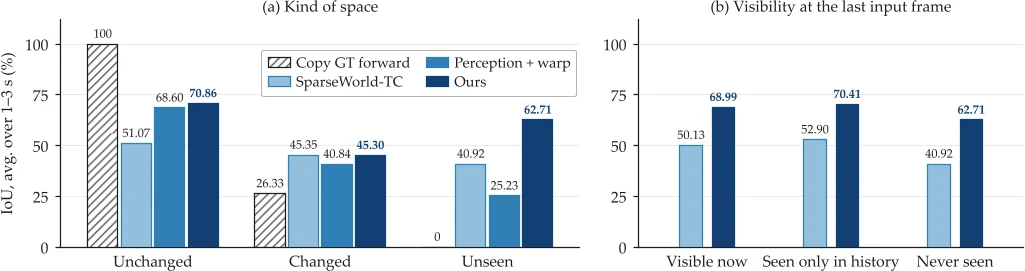 (a) Kind of space
IoU, avg. over 1–3 s (%)
100
75
50
25
0
Copy GT forward
SparseWorld-TC
Perception + warp
Ours
100
51.07
68.60
70.86
26.33
45.35
40.84
45.30
0
40.92
25.23
62.71
Unchanged
Changed
Unseen
(b) Visibility at the last input frame
100
75
50
25
0
50.13
68.99
52.90
70.41
40.92
62.71
Visible now
Seen only in history
Never seen